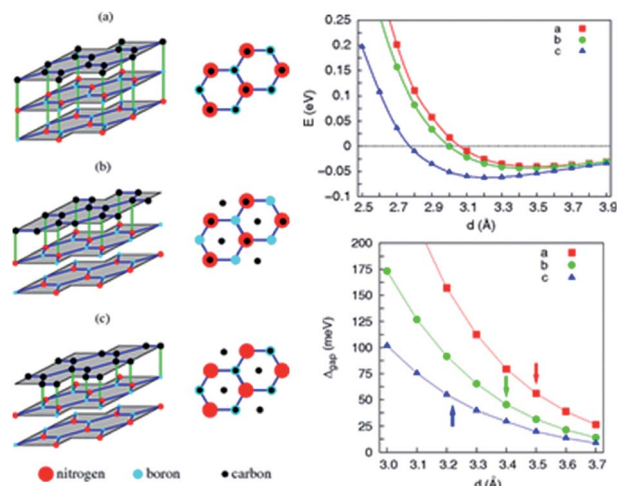 (a)
(b)
(c)
nitrogen boron carbon
0.25
0.2
0.15
0.1
0.05
0
−0.05
−0.1
E (eV)
2.5 2.7 2.9 3.1 3.3 3.5 3.7 3.9
d (Å)
a
b
c
200
175
150
125
100
75
50
25
0
Δgap (meV)
3.0 3.1 3.2 3.3 3.4 3.5 3.6 3.7
d (Å)
a
b
c